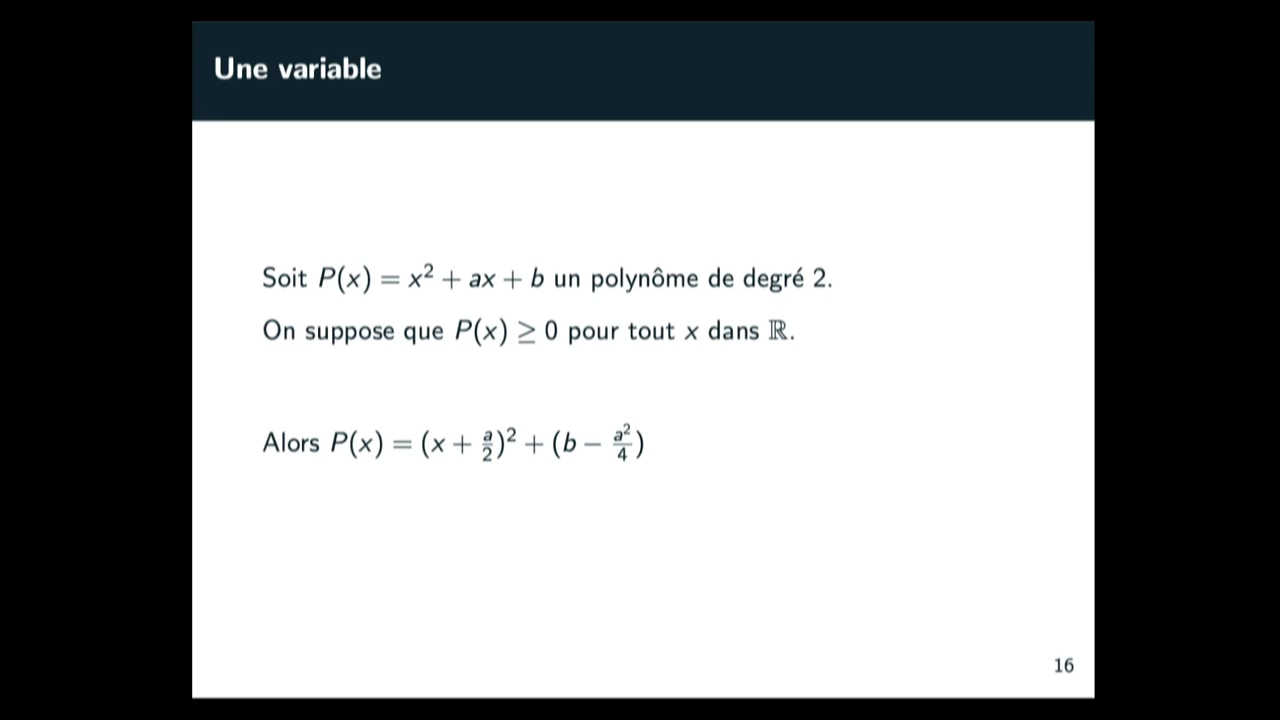 Une variable
Soit P(x) = x² + ax + b un polynôme de degré 2.
On suppose que P(x) ≥ 0 pour tout x dans ℝ.
Alors P(x) = (x + a/2)² + (b − a²/4)
16